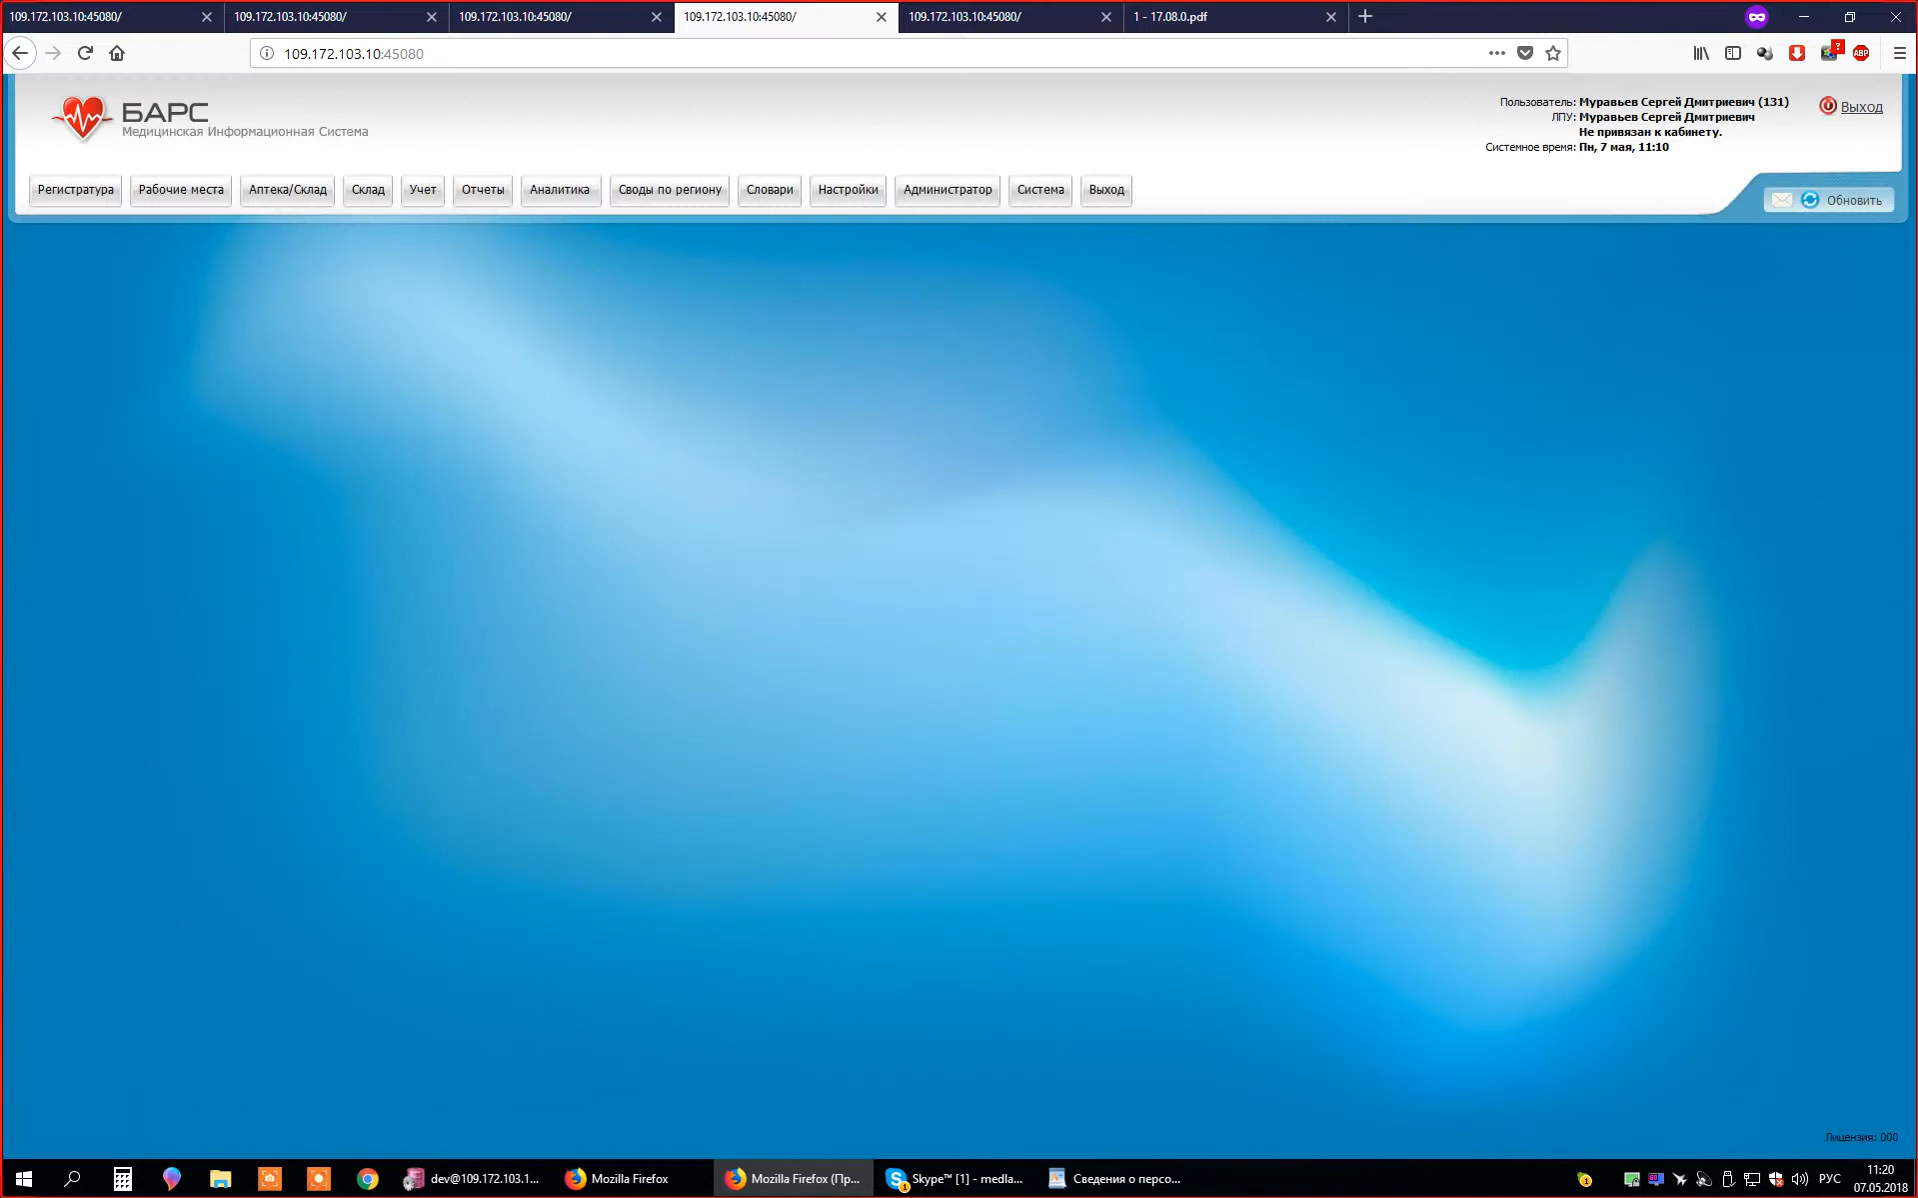 109.172.103.10:45080/
109.172.103.10:45080/
109.172.103.10:45080/
109.172.103.10:45080/
109.172.103.10:45080/
1 - 17.08.0.pdf
109.172.103.10:45080
ABP
БАРС
Медицинская Информационная Система
Пользователь: Муравьев Сергей Дмитриевич (131)
ЛПУ: Муравьев Сергей Дмитриевич
Не привязан к кабинету.
Системное время: Пн, 7 мая, 11:10
Выход
Регистратура Рабочие места Аптека/Склад Склад Учет Отчеты Аналитика Своды по региону Словари Настройки Администратор Система Выход
Обновить
Лицензия: 000
dev@109.172.103.1...
Mozilla Firefox
Mozilla Firefox (Пр...
Skype™ [1] - medla...
Сведения о персо...
РУС
11:20
07.05.2018